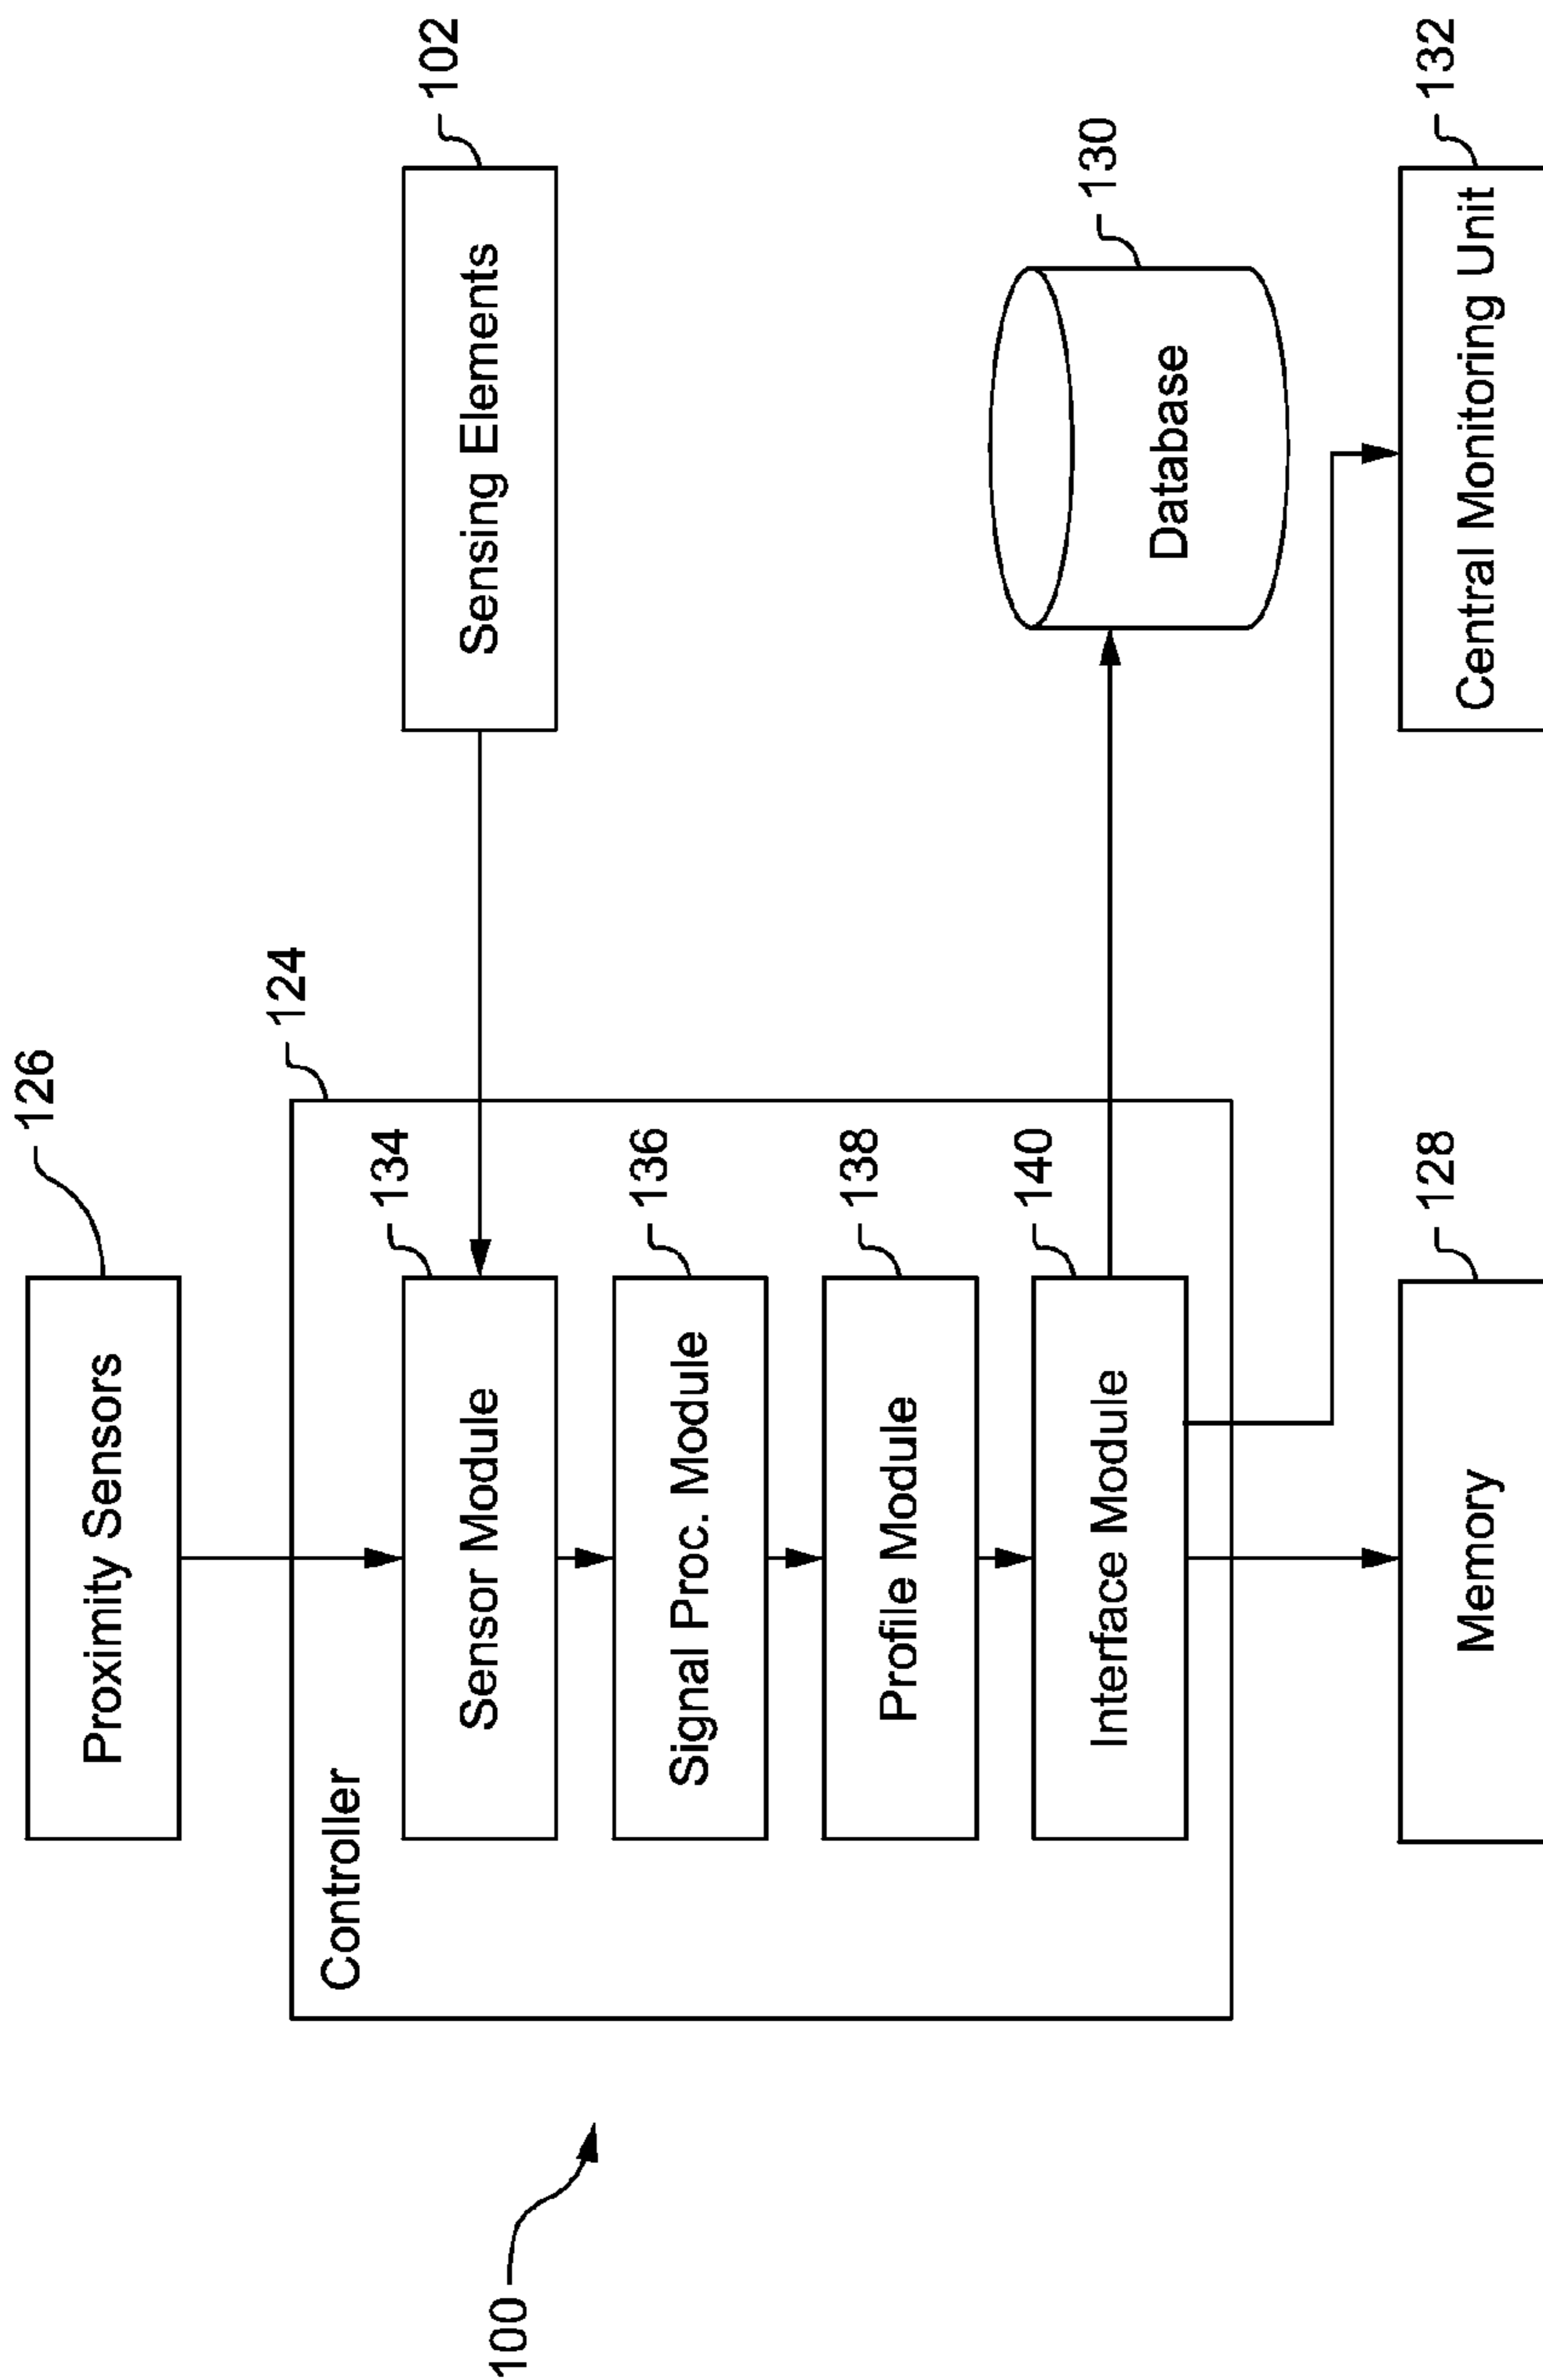 100
Proximity Sensors
126
Controller
124
Sensor Module
134
Sensing Elements
102
Signal Proc. Module
136
Profile Module
138
Interface Module
140
Database
130
Memory
128
Central Monitoring Unit
132